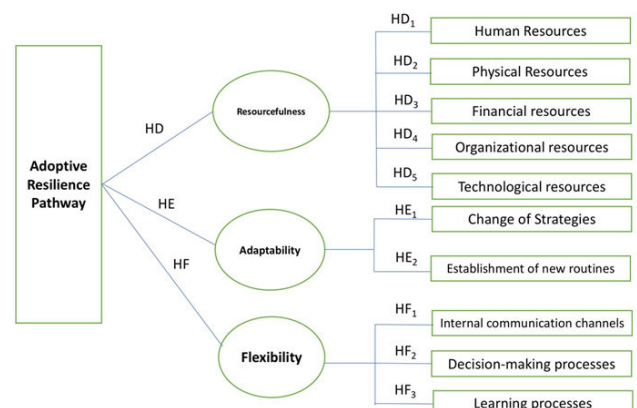 HD₁
Human Resources
HD₂
Physical Resources
HD
Resourcefulness
HD₃
Financial resources
HD₄
Organizational resources
Adoptive
Resilience
Pathway
HD₅
Technological resources
HE
HE₁
Change of Strategies
Adaptability
HE₂
Establishment of new routines
HF
HF₁
Internal communication channels
Flexibility
HF₂
Decision-making processes
HF₃
Learning processes